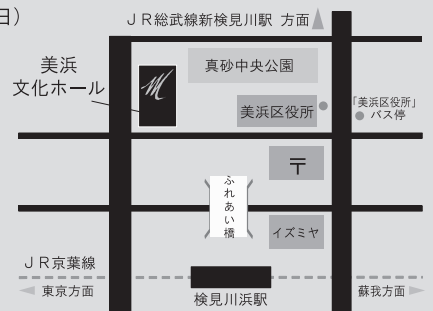 日）
ＪＲ総武線新検見川駅 方面
美浜
文化ホール
真砂中央公園
美浜区役所
「美浜区役所」
バス停
〒
ふれあい橋
イズミヤ
ＪＲ京葉線
東京方面
検見川浜駅
蘇我方面